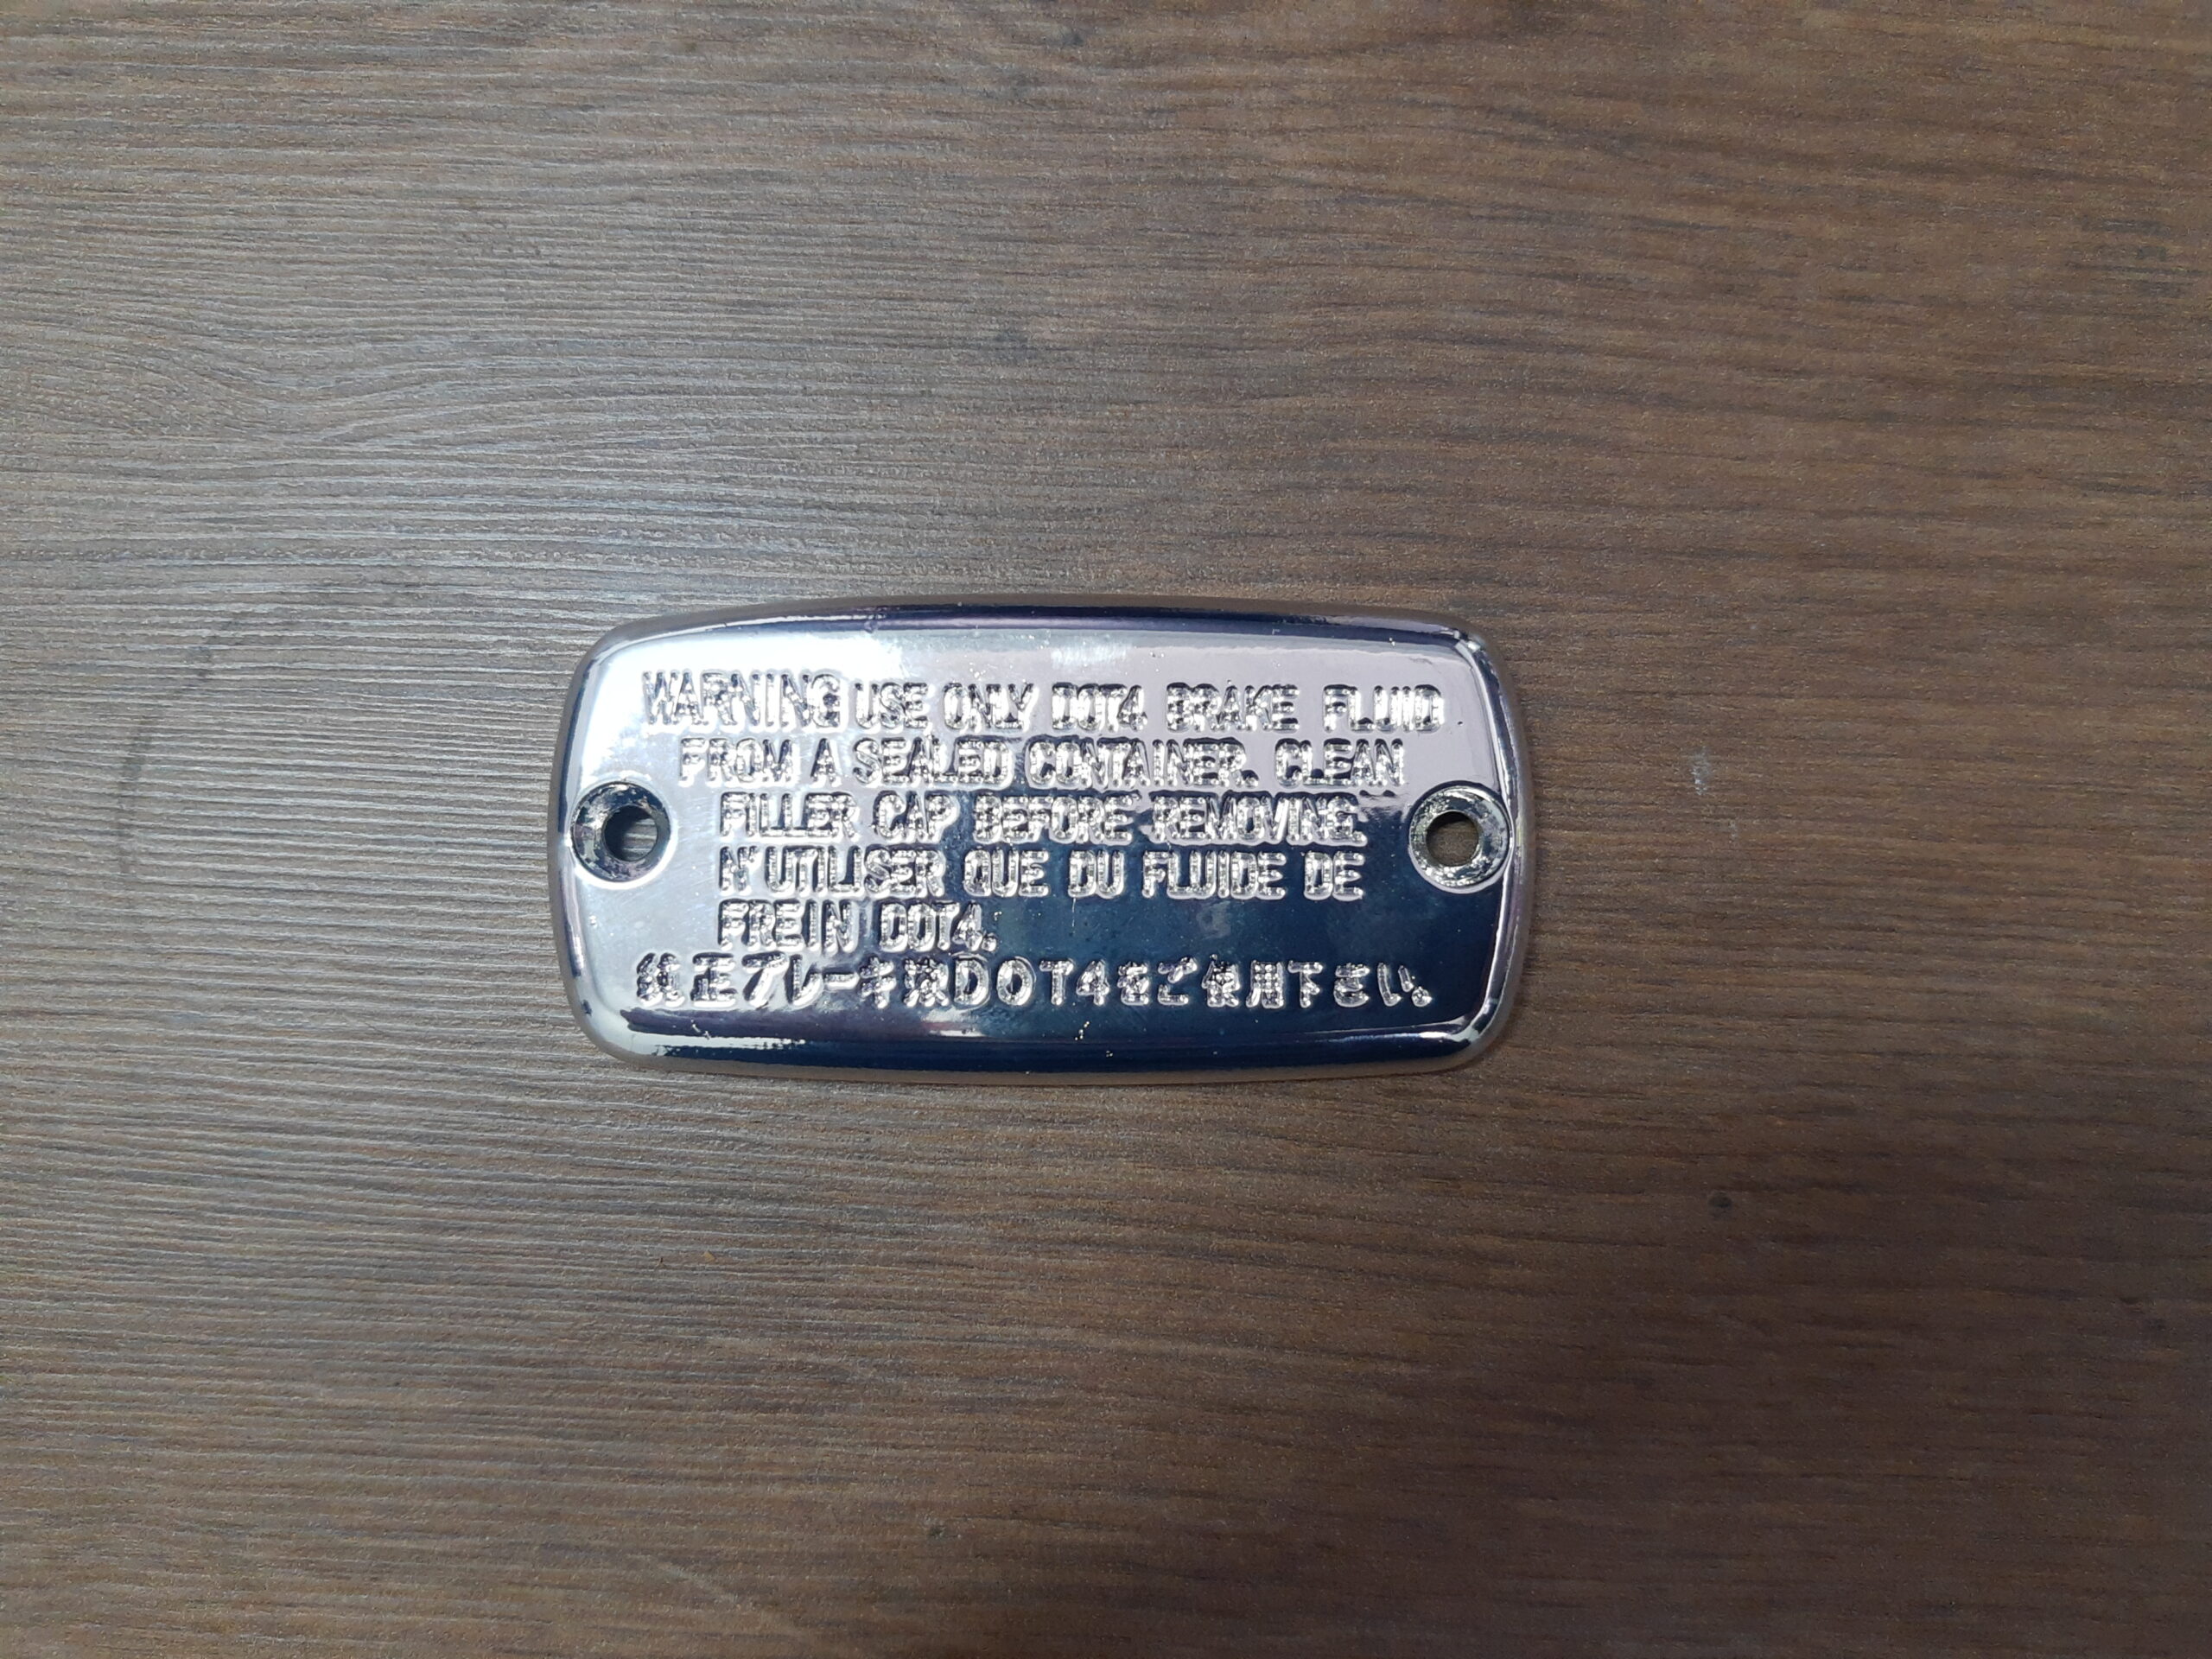 WARNING USE ONLY DOT4 BRAKE FLUID
FROM A SEALED CONTAINER. CLEAN
FILLER CAP BEFORE REMOVING.
N'UTILISER QUE DU FLUIDE DE
FREIN DOT4.
純正ブレーキ液DOT4をご使用下さい。